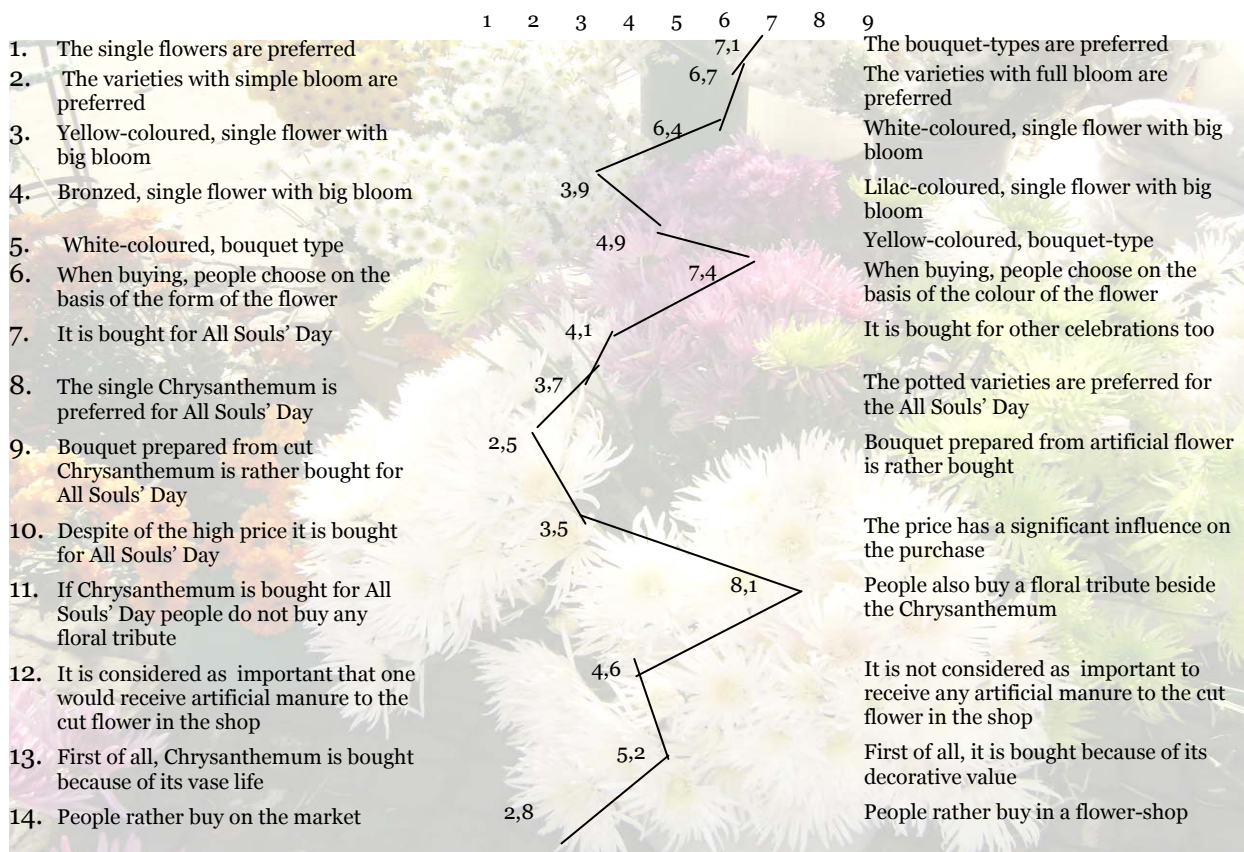 1 2 3 4 5 6 7 8 9
1. The single flowers are preferred 7,1 The bouquet-types are preferred
2. The varieties with simple bloom are 6,7 The varieties with full bloom are
preferred preferred
3. Yellow-coloured, single flower with 6,4 White-coloured, single flower with big
big bloom bloom
4. Bronzed, single flower with big bloom 3,9 Lilac-coloured, single flower with big
bloom
5. White-coloured, bouquet type 4,9 Yellow-coloured, bouquet-type
6. When buying, people choose on the 7,4 When buying, people choose on the
basis of the form of the flower basis of the colour of the flower
7. It is bought for All Souls' Day 4,1 It is bought for other celebrations too
8. The single Chrysanthemum is 3,7 The potted varieties are preferred for
preferred for All Souls' Day the All Souls' Day
9. Bouquet prepared from cut 2,5 Bouquet prepared from artificial flower
Chrysanthemum is rather bought for is rather bought
All Souls' Day
10. Despite of the high price it is bought 3,5 The price has a significant influence on
for All Souls' Day the purchase
11. If Chrysanthemum is bought for All 8,1 People also buy a floral tribute beside
Souls' Day people do not buy any the Chrysanthemum
floral tribute
12. It is considered as important that one 4,6 It is not considered as important to
would receive artificial manure to the receive any artificial manure to the cut
cut flower in the shop flower in the shop
13. First of all, Chrysanthemum is bought 5,2 First of all, it is bought because of its
because of its vase life decorative value
14. People rather buy on the market 2,8 People rather buy in a flower-shop